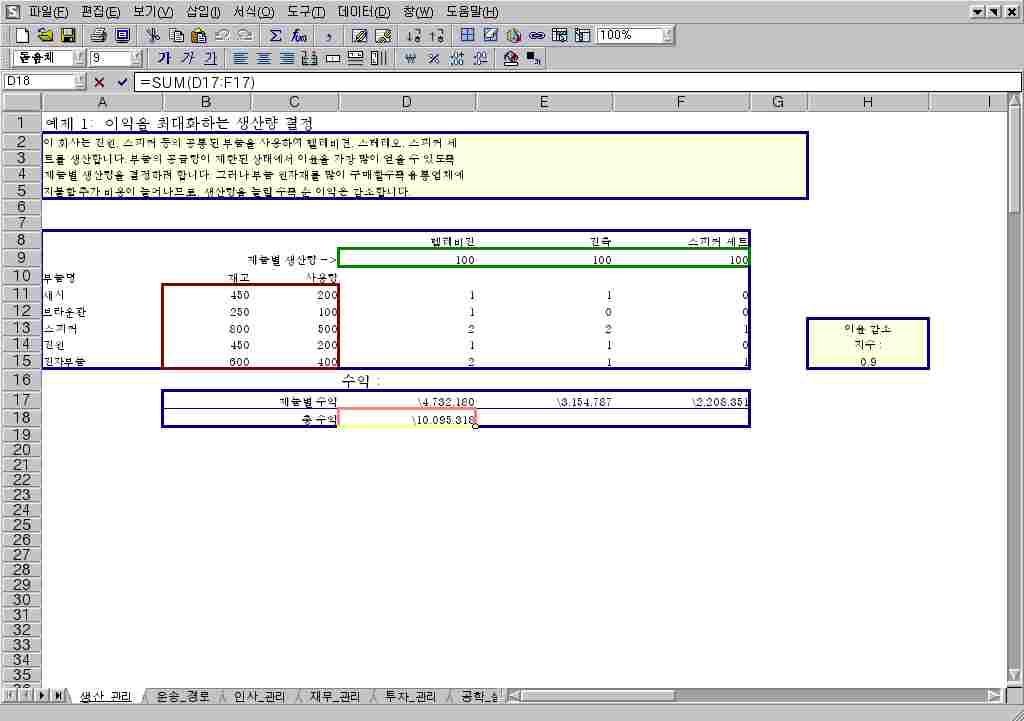 파일(F) 편집(E) 보기(V) 삽입(I) 서식(O) 도구(T) 데이터(D) 창(W) 도움말(H)
100%
돋움체 9 가 가 가
D18 =SUM(D17:F17)
A B C D E F G H I
1 예제 1: 이익을 최대화하는 생산량 결정
2 이 회사는 전원, 스피커 등의 공통된 부품을 사용하여 텔레비전, 스테레오, 스피커 세
3 트를 생산합니다. 부품의 공급량이 제한된 상태에서 이윤을 가장 많이 얻을 수 있도록
4 제품별 생산량을 결정하려 합니다. 그러나 부품 원자재를 많이 구매할수록 유통업체에
5 지불할 추가 비용이 늘어나므로, 생산량을 늘릴 수록 순 이익은 감소합니다.
6
7
8 텔레비전 전축 스피커 세트
9 제품별 생산량 -> 100 100 100
10 부품명 재고 사용량
11 섀시 450 200 1 1 0
12 브라운관 250 100 1 0 0
13 스피커 800 500 2 2 1 이윤 감소
14 전원 450 200 1 1 0 지수 :
15 전자부품 600 400 2 1 1 0.9
16 수익 :
17 제품별 수익 \4,732,180 \3,154,787 \2,208,351
18 총 수익 \10,095,318
19
20
21
22
23
24
25
26
27
28
29
30
31
32
33
34
35
생산_관리 운송_경로 인사_관리 재무_관리 투자_관리